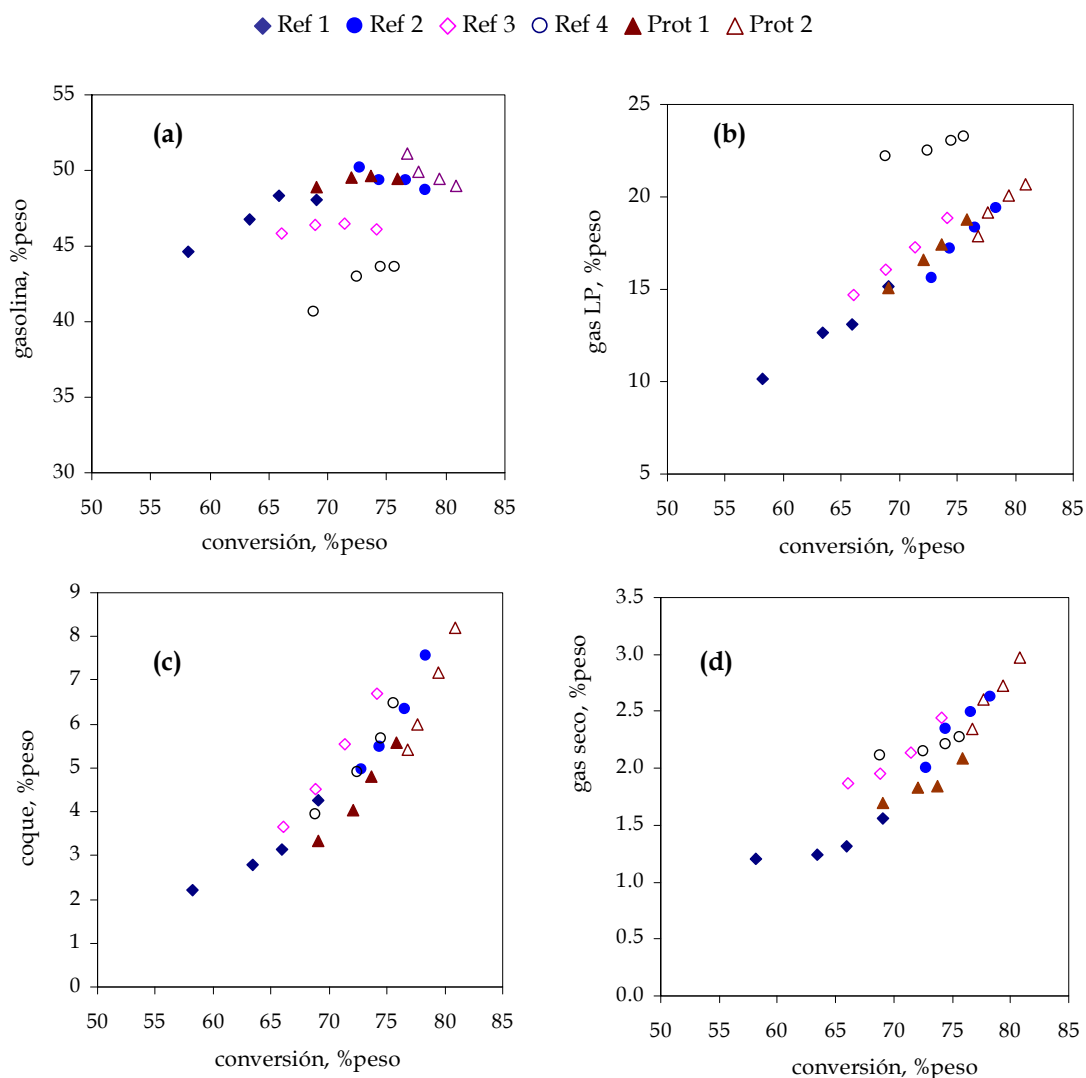 Ref 1 Ref 2 Ref 3 Ref 4 Prot 1 Prot 2
(a)
gasolina, %peso
55
50
45
40
35
30
50 55 60 65 70 75 80 85
conversión, %peso
(b)
gas LP, %peso
25
20
15
10
5
50 55 60 65 70 75 80 85
conversión, %peso
(c)
coque, %peso
9
8
7
6
5
4
3
2
1
0
50 55 60 65 70 75 80 85
conversión, %peso
(d)
gas seco, %peso
3.5
3.0
2.5
2.0
1.5
1.0
0.5
0.0
50 55 60 65 70 75 80 85
conversión, %peso